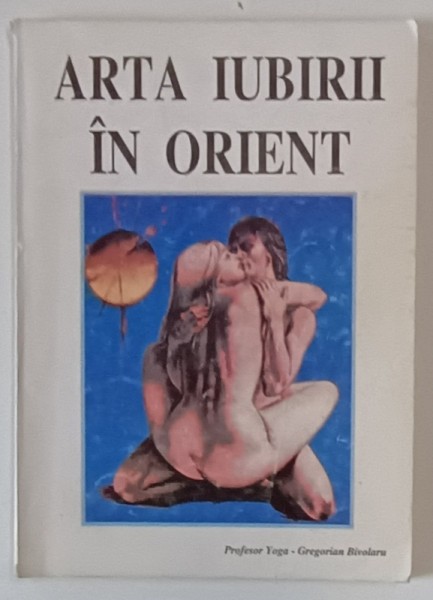 ARTA IUBIRII
ÎN ORIENT
Profesor Yoga - Gregorian Bivolaru